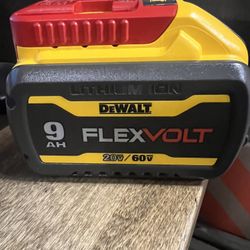 LITHIUM ION
DEWALT
9
AH
FLEXVOLT
20V/60V